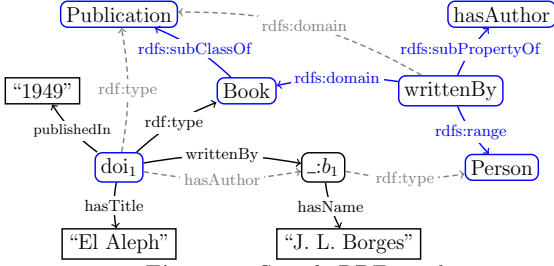 Publication
rdfs:domain
hasAuthor
rdfs:subClassOf
rdfs:subPropertyOf
"1949"
rdf:type
Book
rdfs:domain
writtenBy
publishedIn
rdf:type
rdfs:range
doi1
writtenBy
_:b1
hasAuthor
rdf:type
Person
hasTitle
hasName
"El Aleph"
"J. L. Borges"